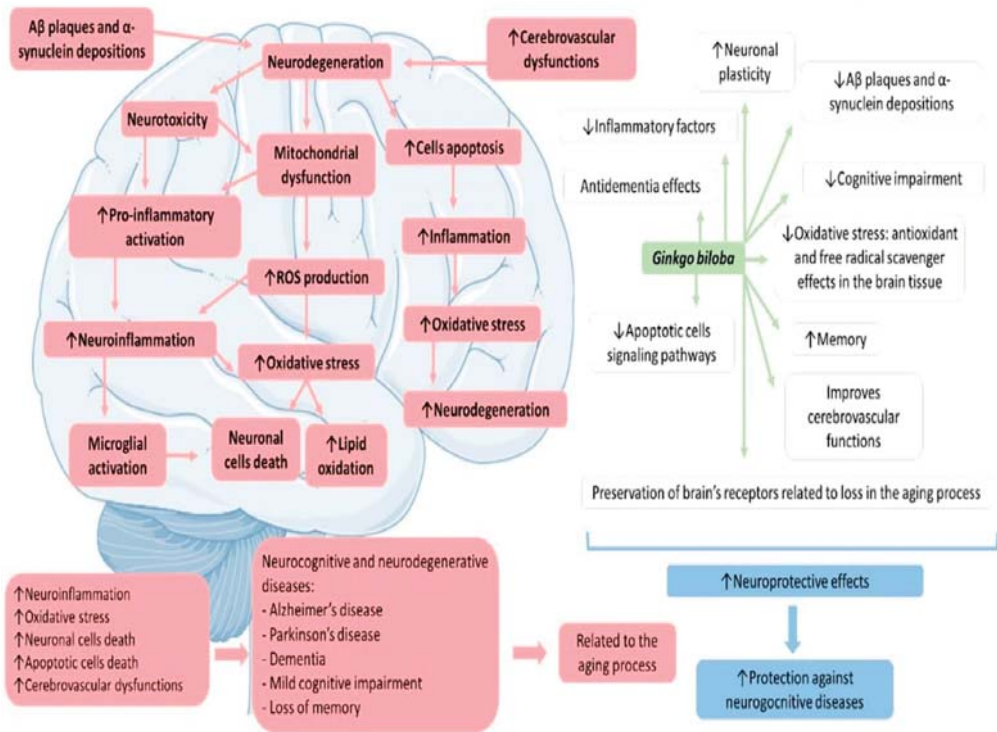 Aβ plaques and α-
synuclein depositions
Neurodegeneration
↑Cerebrovascular
dysfunctions
Neurotoxicity
Mitochondrial
dysfunction
↑Cells apoptosis
↑Pro-inflammatory
activation
↑Inflammation
↑ROS production
↑Neuroinflammation
↑Oxidative stress
↑Oxidative stress
↑Neurodegeneration
Microglial
activation
Neuronal
cells death
↑Lipid
oxidation
↑Neuroinflammation
↑Oxidative stress
↑Neuronal cells death
↑Apoptotic cells death
↑Cerebrovascular dysfunctions
Neurocognitive and neurodegenerative
diseases:
- Alzheimer's disease
- Parkinson's disease
- Dementia
- Mild cognitive impairment
- Loss of memory
Related to the
aging process
↑Neuronal
plasticity
↓Aβ plaques and α-
synuclein depositions
↓Inflammatory factors
Antidementia effects
↓Cognitive impairment
Ginkgo biloba
↓Oxidative stress: antioxidant
and free radical scavenger
effects in the brain tissue
↓Apoptotic cells
signaling pathways
↑Memory
Improves
cerebrovascular
functions
Preservation of brain's receptors related to loss in the aging process
↑Neuroprotective effects
↑Protection against
neurogocnitive diseases